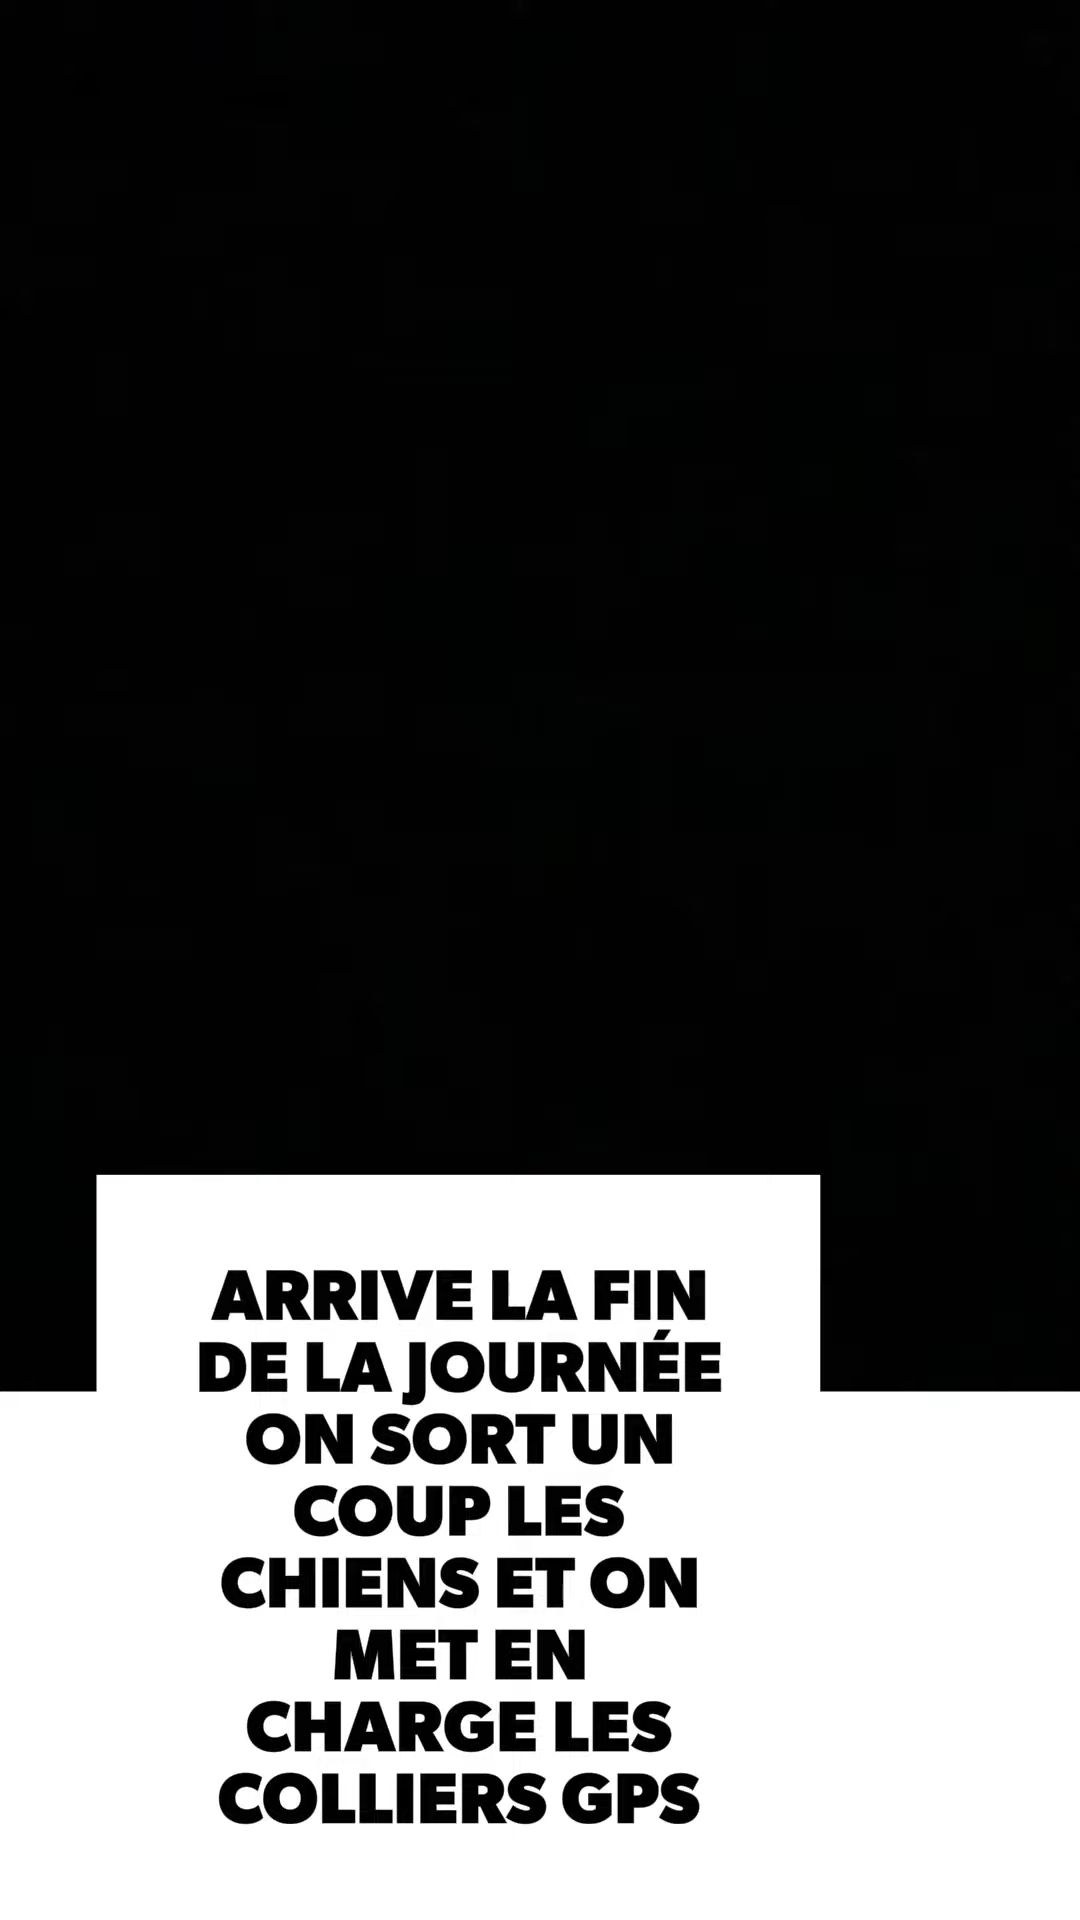 ARRIVE LA FIN
DE LA JOURNÉE
ON SORT UN
COUP LES
CHIENS ET ON
MET EN
CHARGE LES
COLLIERS GPS